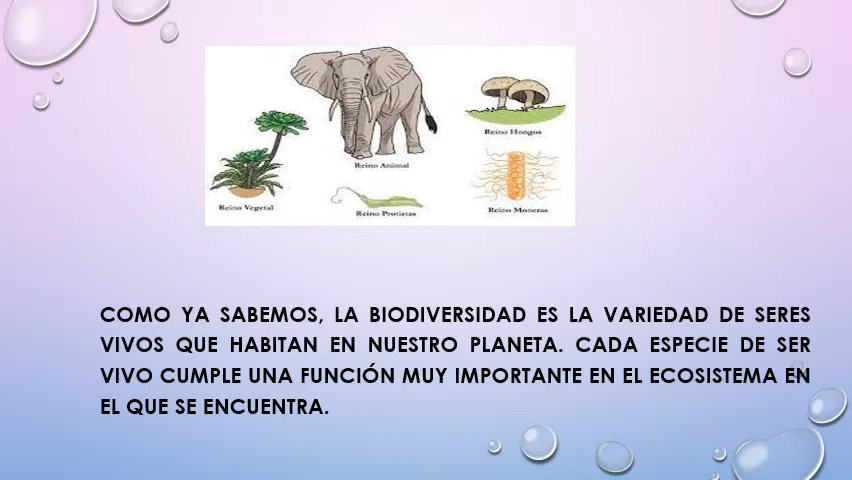 Reino Hongos
Reino Animal
Reino Vegetal
Reino Protistas
Reino Moneras
COMO YA SABEMOS, LA BIODIVERSIDAD ES LA VARIEDAD DE SERES
VIVOS QUE HABITAN EN NUESTRO PLANETA. CADA ESPECIE DE SER
VIVO CUMPLE UNA FUNCIÓN MUY IMPORTANTE EN EL ECOSISTEMA EN
EL QUE SE ENCUENTRA.